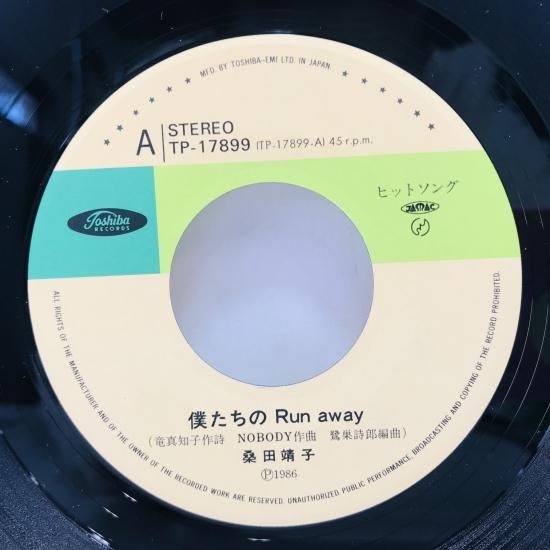 MFD. BY TOSHIBA-EMI LTD. IN JAPAN.
A
STEREO
TP-17899 (TP-17899-A) 45 r.p.m.
Toshiba
RECORDS
ヒットソング
JASRAC
僕たちの Run away
(竜真知子作詩 NOBODY作曲 鷺巣詩郎編曲)
桑田靖子
Ⓟ1986
ALL RIGHTS OF THE MANUFACTURER AND OF THE OWNER OF THE RECORDED WORK ARE RESERVED. UNAUTHORIZED PUBLIC PERFORMANCE, BROADCASTING AND COPYING OF THE RECORD PROHIBITED.